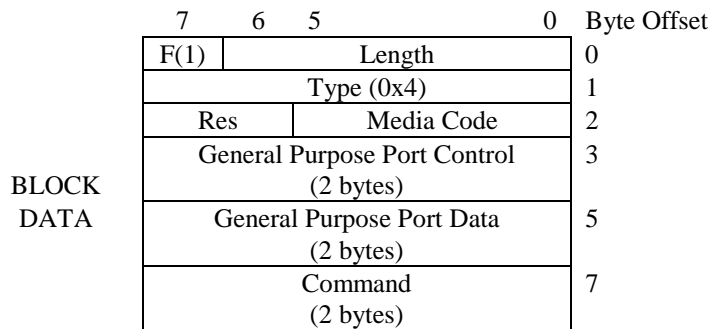 7 6 5 0 Byte Offset
F(1) Length 0
Type (0x4) 1
Res Media Code 2
General Purpose Port Control 3
BLOCK (2 bytes)
DATA General Purpose Port Data 5
(2 bytes)
Command 7
(2 bytes)